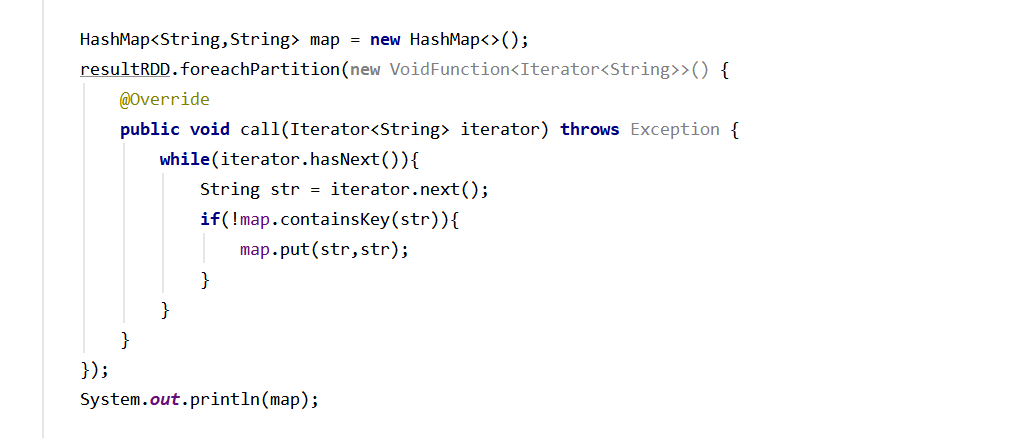 HashMap<String,String> map = new HashMap<>();
resultRDD.foreachPartition(new VoidFunction<Iterator<String>>() {
    @Override
    public void call(Iterator<String> iterator) throws Exception {
        while(iterator.hasNext()){
            String str = iterator.next();
            if(!map.containsKey(str)){
                map.put(str,str);
            }
        }
    }
});
System.out.println(map);